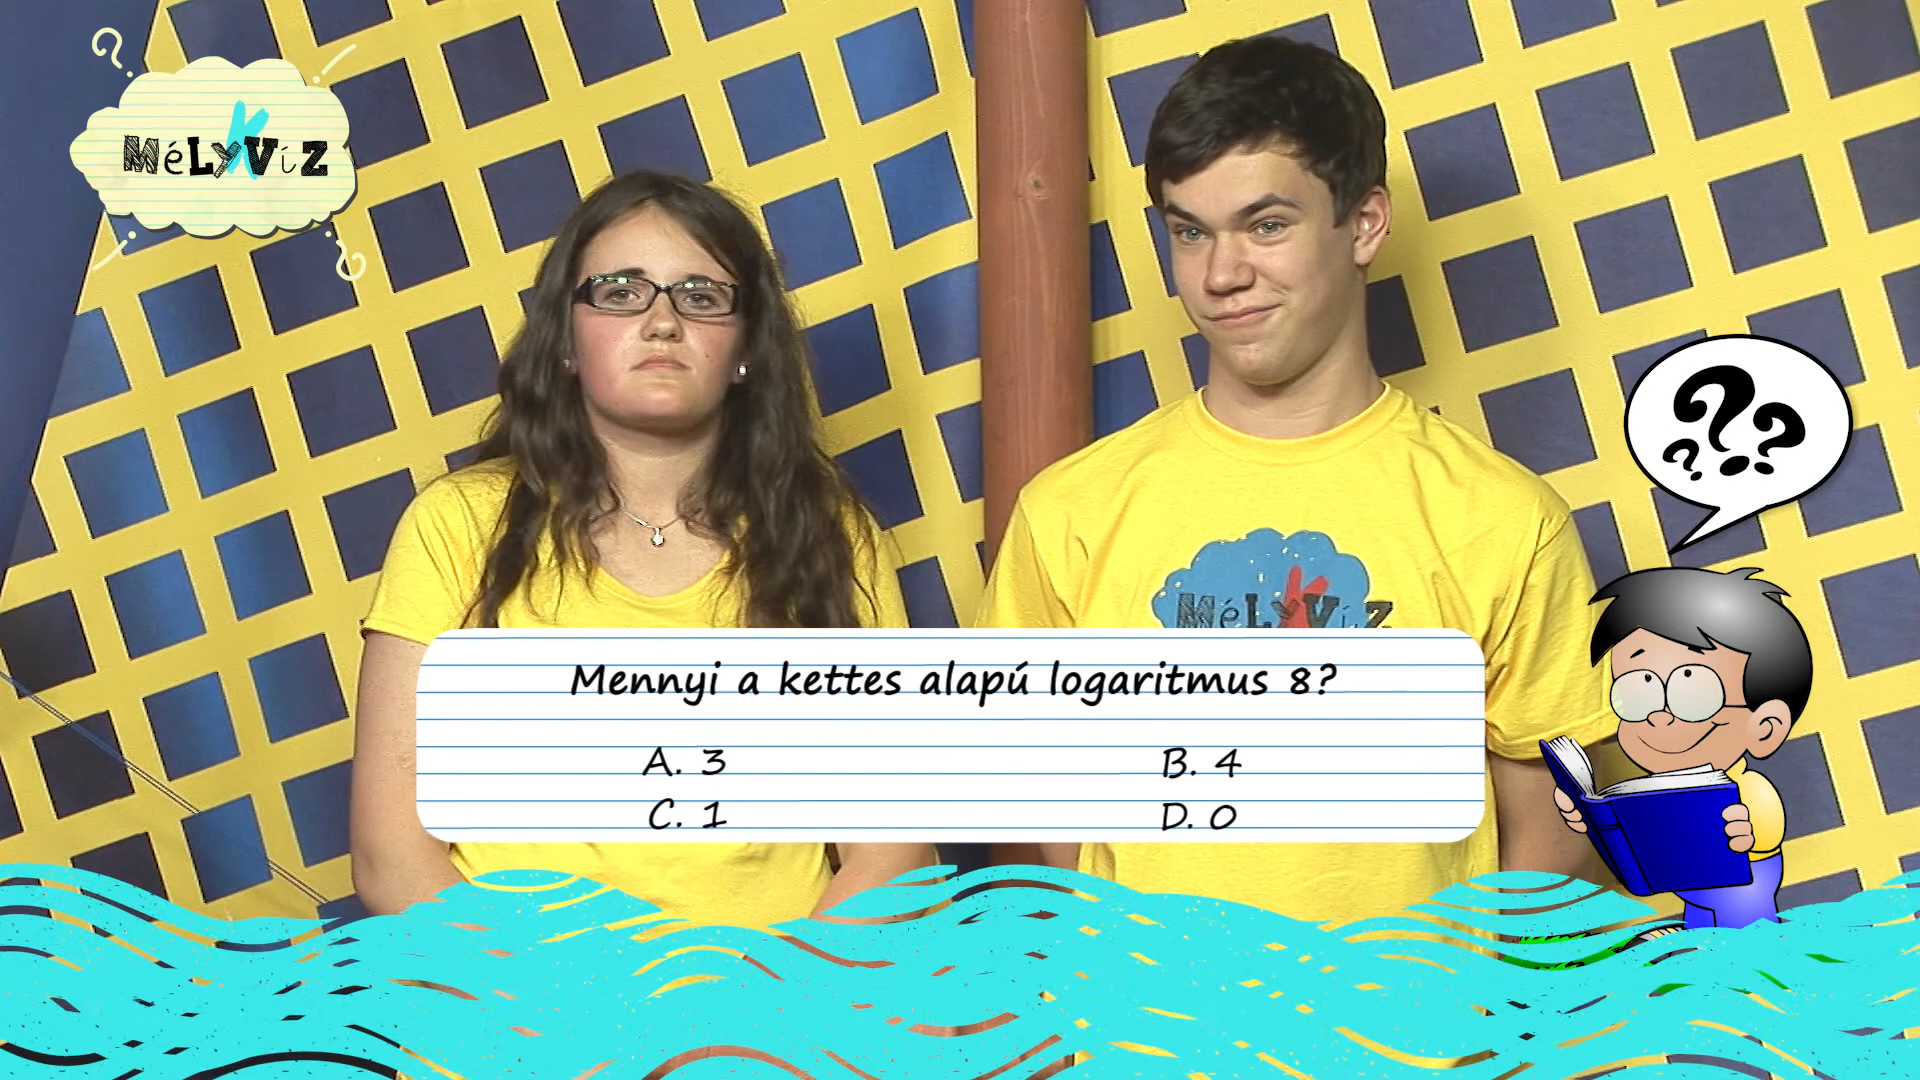 MéLyKVíz
MéLyKVíz
Mennyi a kettes alapú logaritmus 8?
A. 3 B. 4
C. 1 D. 0